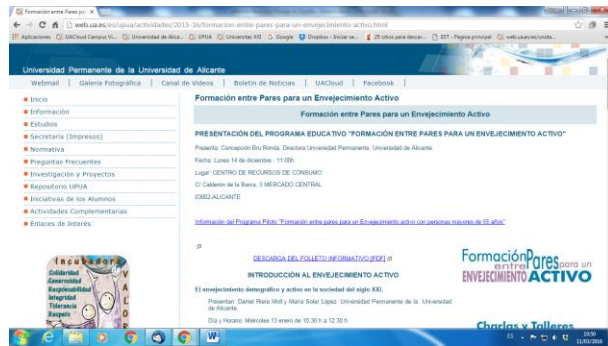 Formación entre Pares p
web.ua.es/es/upua/actividades/2015-16/formacion-entre-pares-para-un-envejecimiento-activo.html
Aplicaciones
UACloud Campus Vi...
Universidad de Alica...
UPUA
Universitas XXI
Google
Dropbox - Iniciar se...
25 sitios para descar...
Universidad Permanente de la Universidad de Alicante
Webmail | Galería Fotográfica | Canal de Videos | Boletín de Noticias | UACloud | Facebook |
Inicio
Información
Estudios
Secretaría (Impresos)
Normativa
Preguntas Frecuentes
Investigación y Proyectos
Repositorio UPUA
Iniciativas de los Alumnos
Actividades Complementarias
Enlaces de Interés
Incubadora
Solidaridad
Generosidad
Responsabilidad
Integridad
Tolerancia
Respeto
V
A
L
O
R
Formación entre Pares para un Envejecimiento Activo
Formación entre Pares para un Envejecimiento Activo
PRESENTACIÓN DEL PROGRAMA EDUCATIVO "FORMACIÓN ENTRE PARES PARA UN ENVEJECIMIENTO ACTIVO"
Presenta: Concepción Bru Ronda. Directora Universidad Permanente, Universidad de Alicante.
Fecha: Lunes 14 de diciembre - 11:00h
Lugar: CENTRO DE RECURSOS DE CONSUMO
C/ Calderón de la Barca, 3 MERCADO CENTRAL
03002-ALICANTE
Información del Programa Piloto "Formación entre pares para un Envejecimiento activo con personas mayores de 55 años"
DESCARGA DEL FOLLETO INFORMATIVO [PDF]
INTRODUCCIÓN AL ENVEJECIMIENTO ACTIVO
El envejecimiento demográfico y activo en la sociedad del siglo XXI.
Presentan: Daniel Riera Moll y María Soler López. Universidad Permanente de la Universidad
de Alicante.
Día y Horario: Miércoles 13 enero de 10:30 h a 12:30 h
Formación Pares
entre para un
ENVEJECIMIENTO ACTIVO
Charlas y Talleres
ES
10:50
11/03/2016